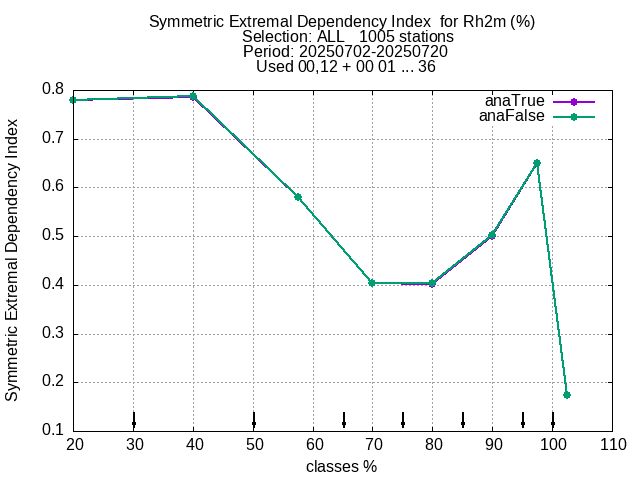 Symmetric Extremal Dependency Index  for Rh2m (%)
Selection: ALL   1005 stations
Period: 20250702-20250720
Used 00,12 + 00 01 ... 36
anaTrue
anaFalse
Symmetric Extremal Dependency Index
0.8
0.7
0.6
0.5
0.4
0.3
0.2
0.1
20 30 40 50 60 70 80 90 100 110
classes %